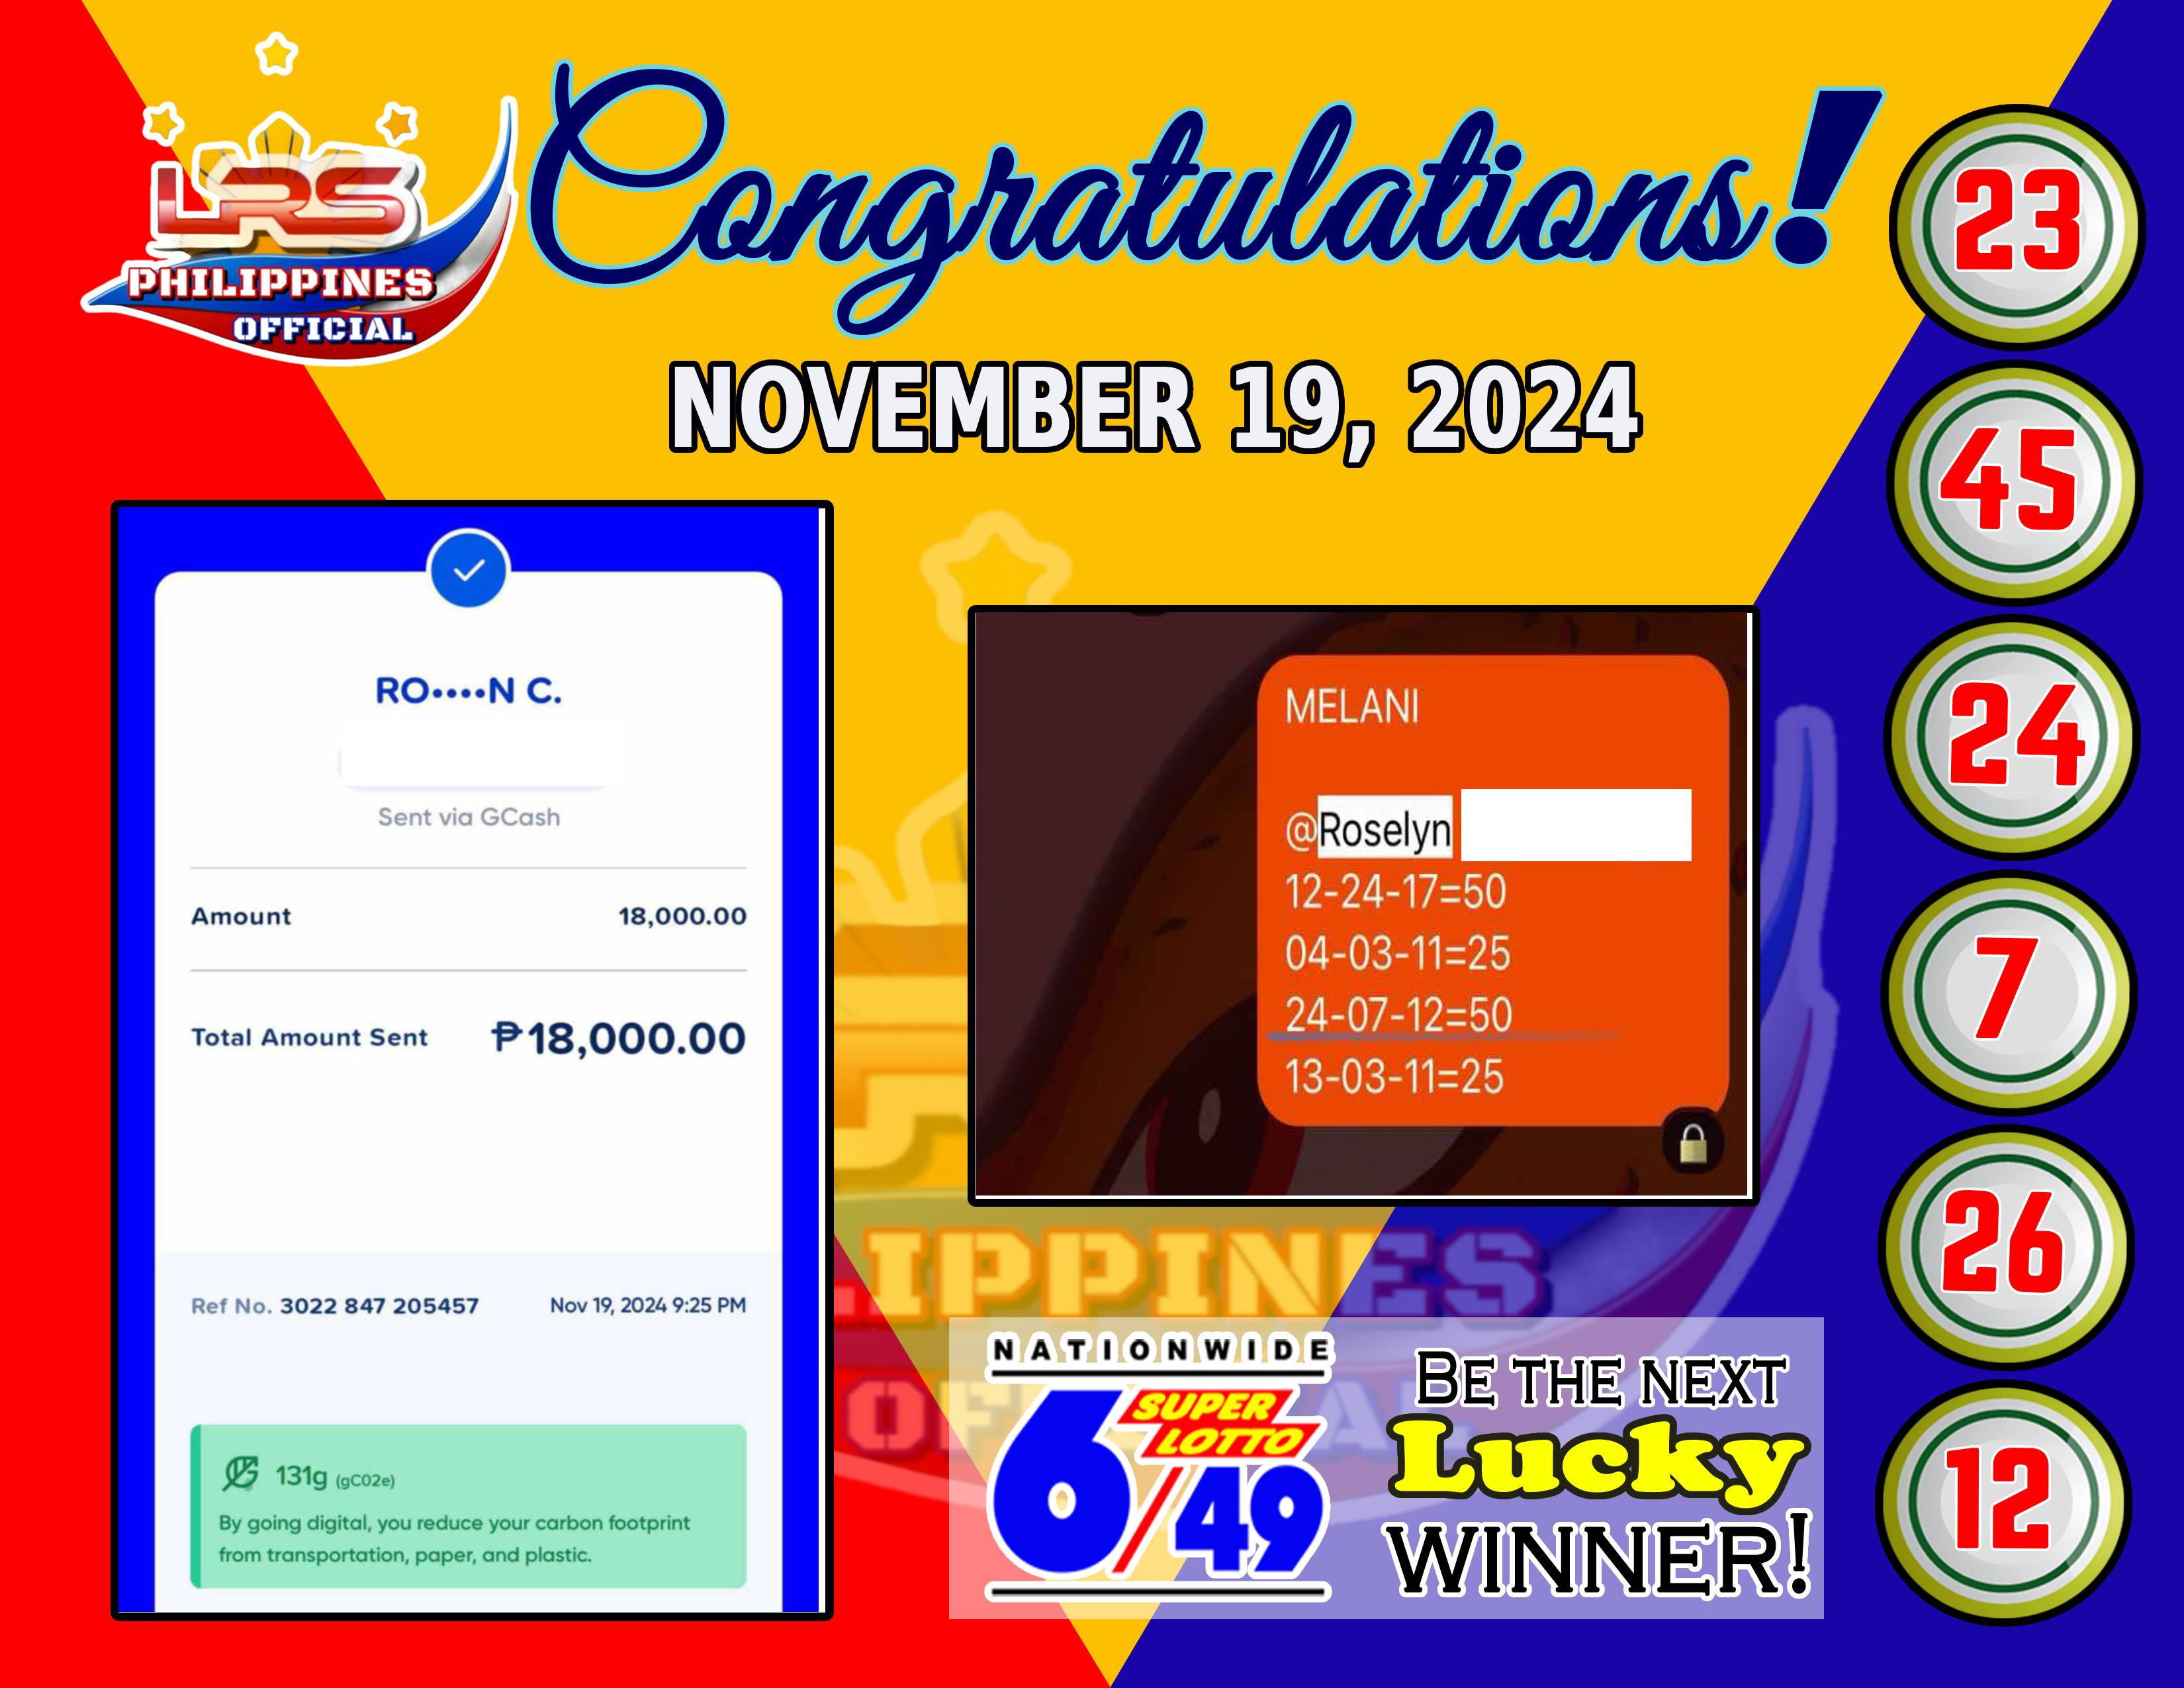 LRS
PHILIPPINES
OFFICIAL
Congratulations!
NOVEMBER 19, 2024
RO••••N C.
Sent via GCash
Amount 18,000.00
Total Amount Sent ₱18,000.00
Ref No. 3022 847 205457 Nov 19, 2024 9:25 PM
131g (gC02e)
By going digital, you reduce your carbon footprint
from transportation, paper, and plastic.
MELANI
@Roselyn
12-24-17=50
04-03-11=25
24-07-12=50
13-03-11=25
LIPPINES
NATIONWIDE
SUPER
LOTTO
6/49
BE THE NEXT
Lucky
WINNER!
23
45
24
7
26
12